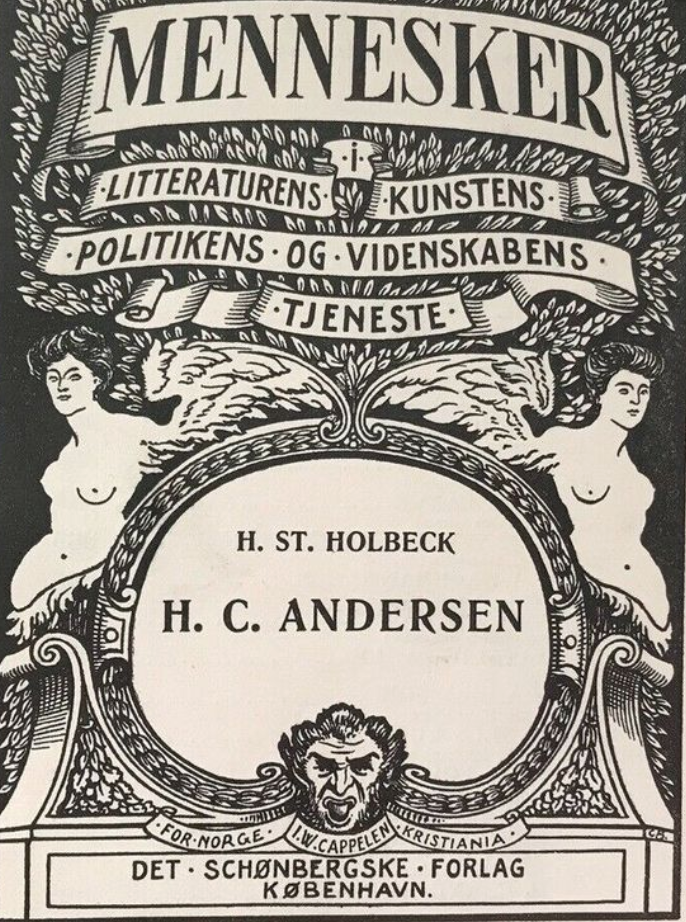 MENNESKER
·i·
·LITTERATURENS· KUNSTENS·
·POLITIKENS·OG·VIDENSKABENS·
·TJENESTE·
H. ST. HOLBECK
H. C. ANDERSEN
·FOR·NORGE· J.W.CAPPELEN KRISTIANIA·
DET·SCHØNBERGSKE·FORLAG
KØBENHAVN.